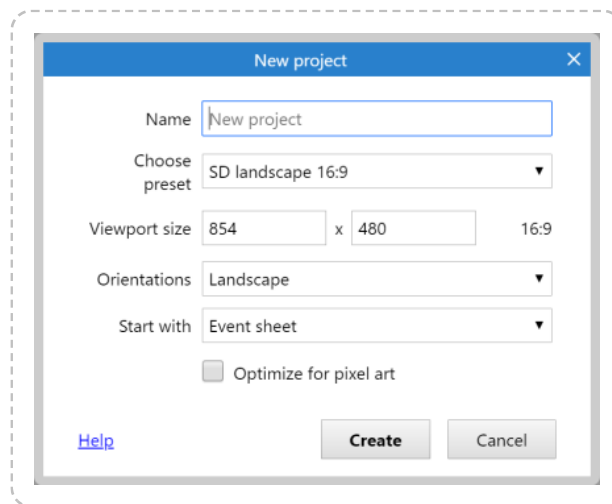 New project
Name New project
Choose
preset SD landscape 16:9
Viewport size 854 x 480 16:9
Orientations Landscape
Start with Event sheet
Optimize for pixel art
Help Create Cancel